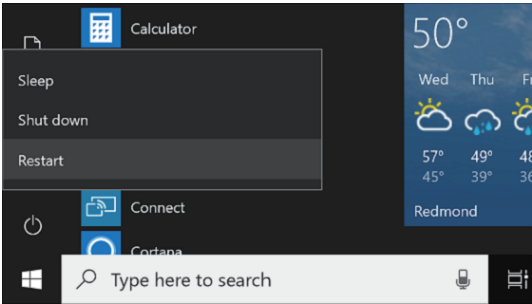 Calculator
Sleep
Shut down
Restart
Connect
Cortana
Type here to search
50°
Wed Thu
57° 49°
45° 39°
Redmond